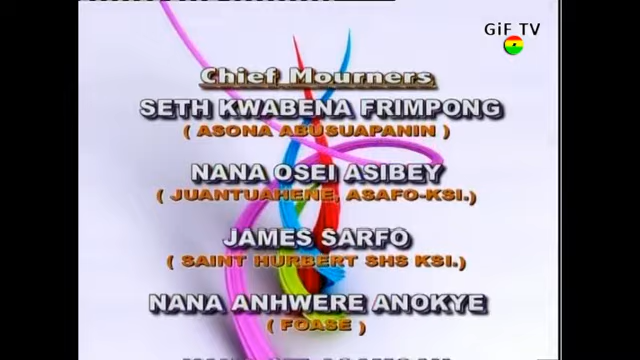 GiF TV
Chief Mourners
SETH KWABENA FRIMPONG
( ASONA ABUSUAPANIN )
NANA OSEI ASIBEY
( JUANTUAHENE, ASAFO-KSI.)
JAMES SARFO
( SAINT HURBERT SHS KSI.)
NANA ANHWERE ANOKYE
( FOASE )